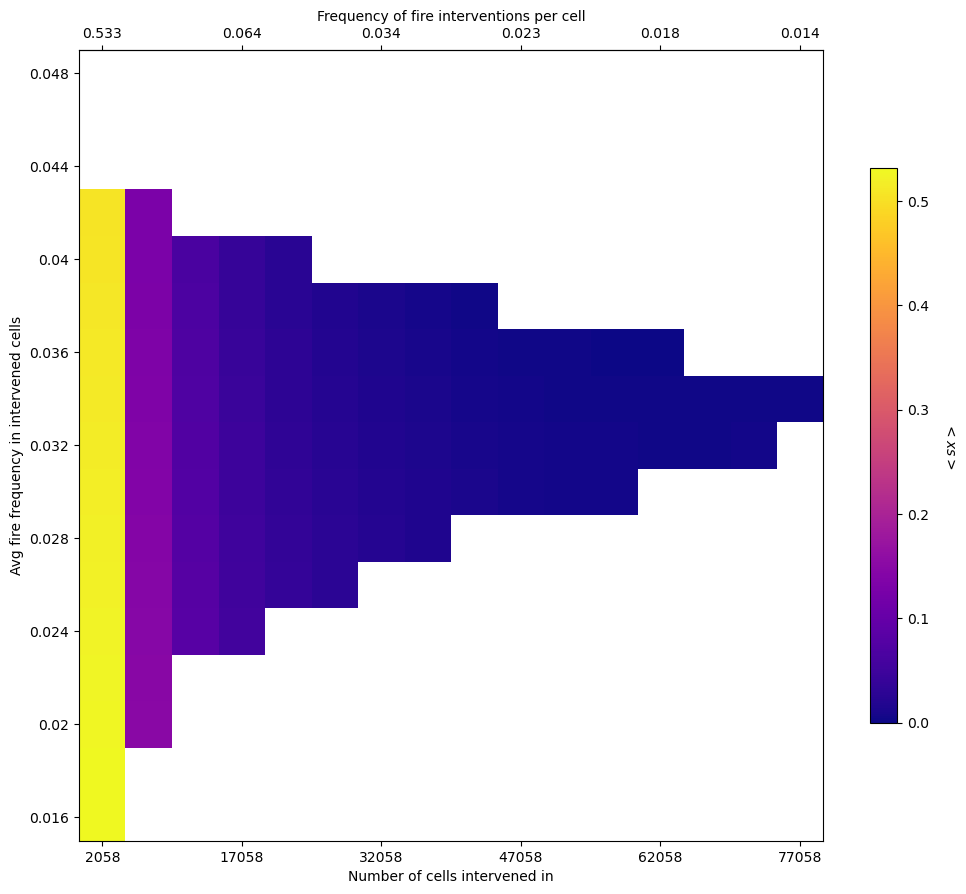 Frequency of fire interventions per cell
0.533 0.064 0.034 0.023 0.018 0.014
0.048
0.044
0.04
0.036
0.032
0.028
0.024
0.02
0.016
Avg fire frequency in intervened cells
2058 17058 32058 47058 62058 77058
Number of cells intervened in
0.5
0.4
0.3
0.2
0.1
0.0
< sx >